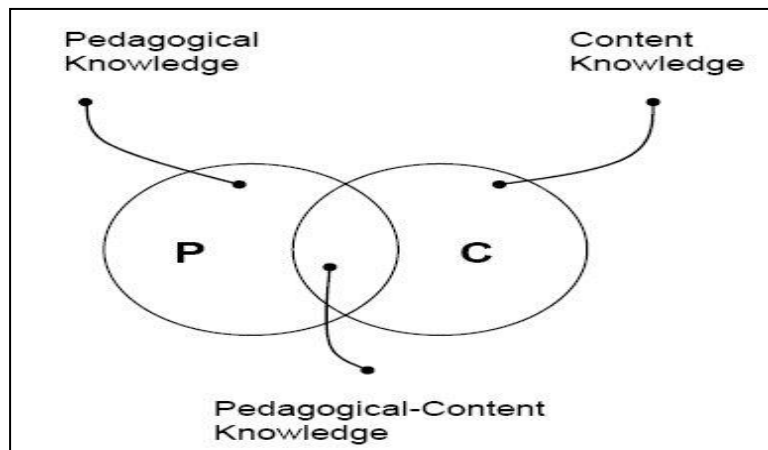 Pedagogical
Knowledge
Content
Knowledge
P
C
Pedagogical-Content
Knowledge